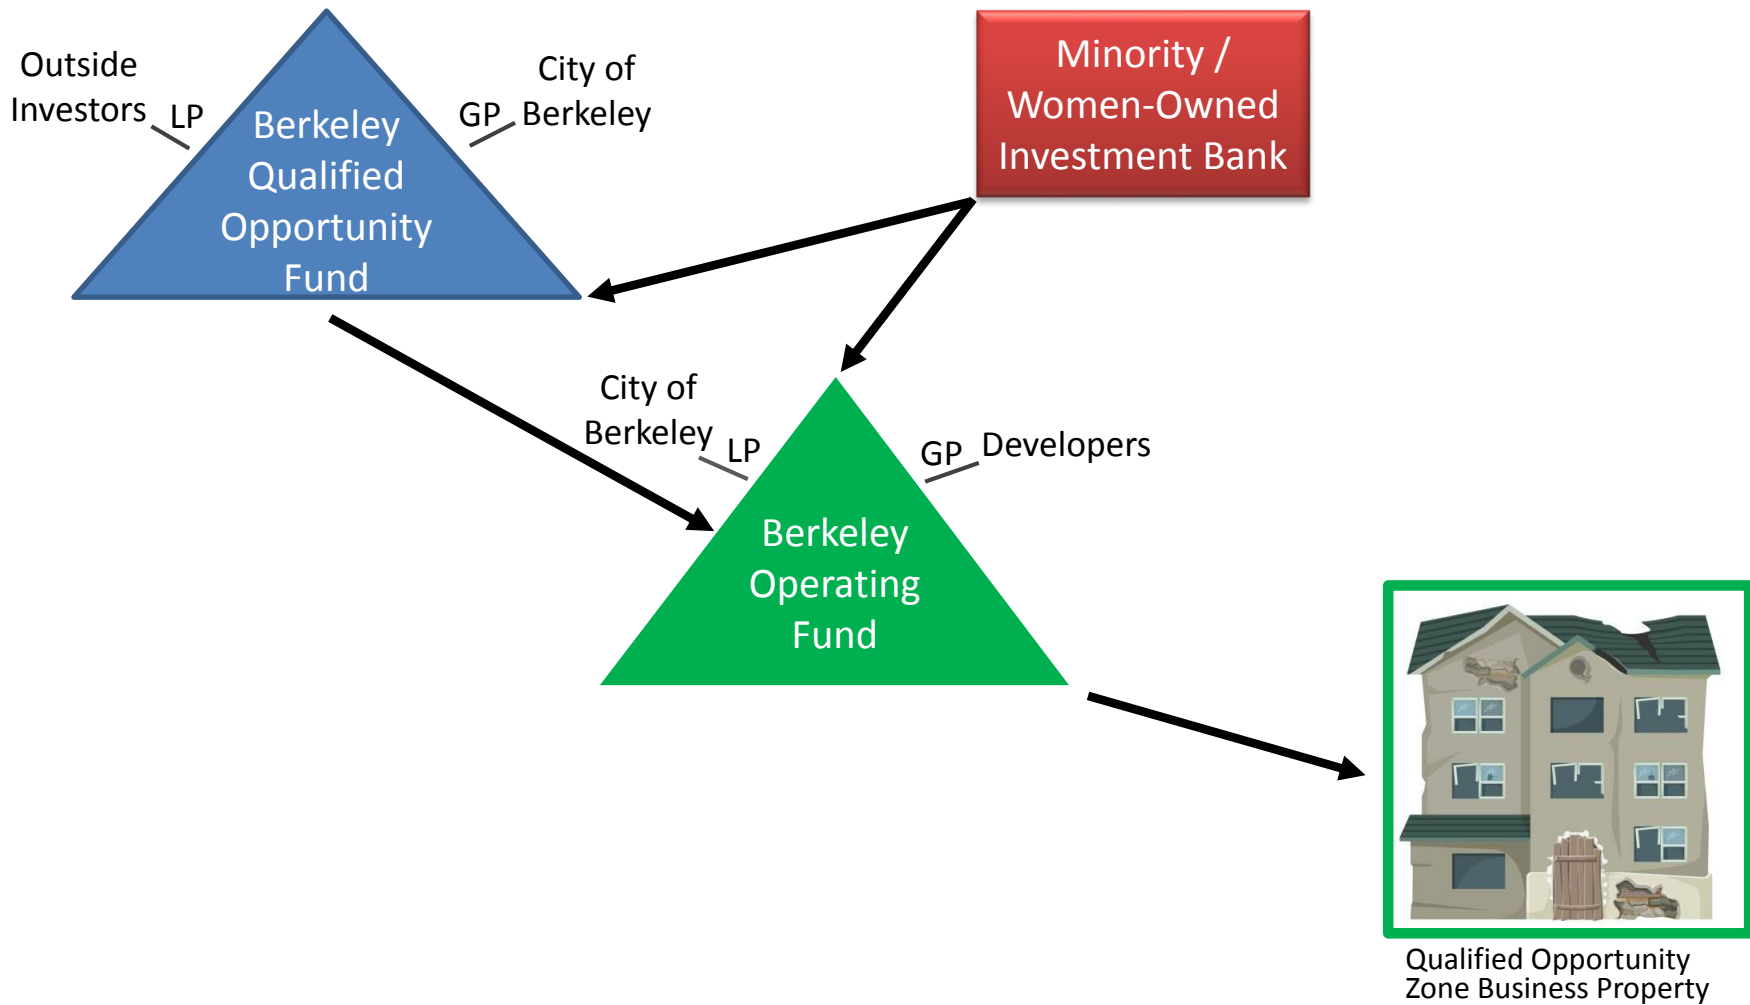 Outside
Investors
LP
Berkeley
Qualified
Opportunity
Fund
GP
City of
Berkeley
Minority /
Women-Owned
Investment Bank
City of
Berkeley
LP
GP
Developers
Berkeley
Operating
Fund
Qualified Opportunity
Zone Business Property